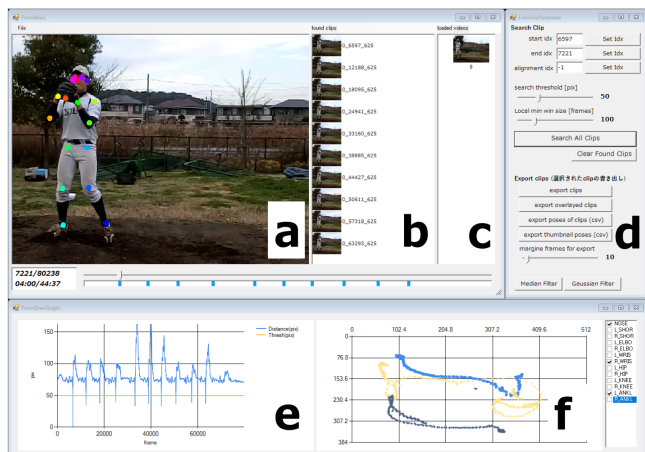 FormMain
File
found clips
loaded videos
0_6597_625
0_12188_625
0_18095_625
0_24941_625
0_33160_625
0_38885_625
0_44427_625
0_50611_625
0_57318_625
0_63293_625
0
a
b
c
7221/80238
04:00/44:37
Search Clip
start idx 6597 Set Idx
end idx 7221 Set Idx
alignment idx -1 Set Idx
search threshold [pix]
50
Local min win size [frames]
100
Search All Clips
Clear Found Clips
Export clips (選択されたclipの書き出し)
export clips
export overlayed clips
export poses of clips (csv)
export thumbnail poses (csv)
margine frames for export
10
Median Filter Gaussian Filter
d
FormDrawGraph
Distance(pix)
Thresh(pix)
pix
150
100
50
0
0 20000 40000 60000
frame
e
0 102.4 204.8 307.2 409.6 512
0
76.8
153.6
230.4
307.2
384
f
NOSE
L_SHOR
R_SHOR
L_ELBO
R_ELBO
L_WRIS
R_WRIS
L_HIP
R_HIP
L_KNEE
R_KNEE
L_ANKL
R_ANKL